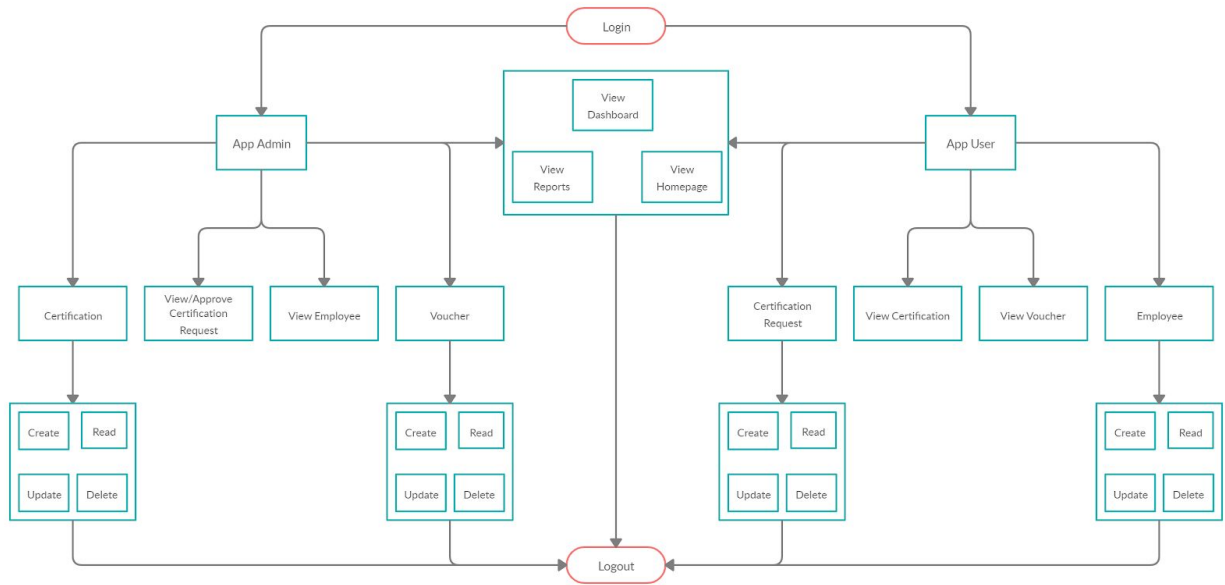 Login
View
Dashboard
App Admin
View
Reports
View
Homepage
App User
Certification
View/Approve
Certification
Request
View Employee
Voucher
Certification
Request
View Certification
View Voucher
Employee
Create
Read
Update
Delete
Create
Read
Update
Delete
Create
Read
Update
Delete
Create
Read
Update
Delete
Logout